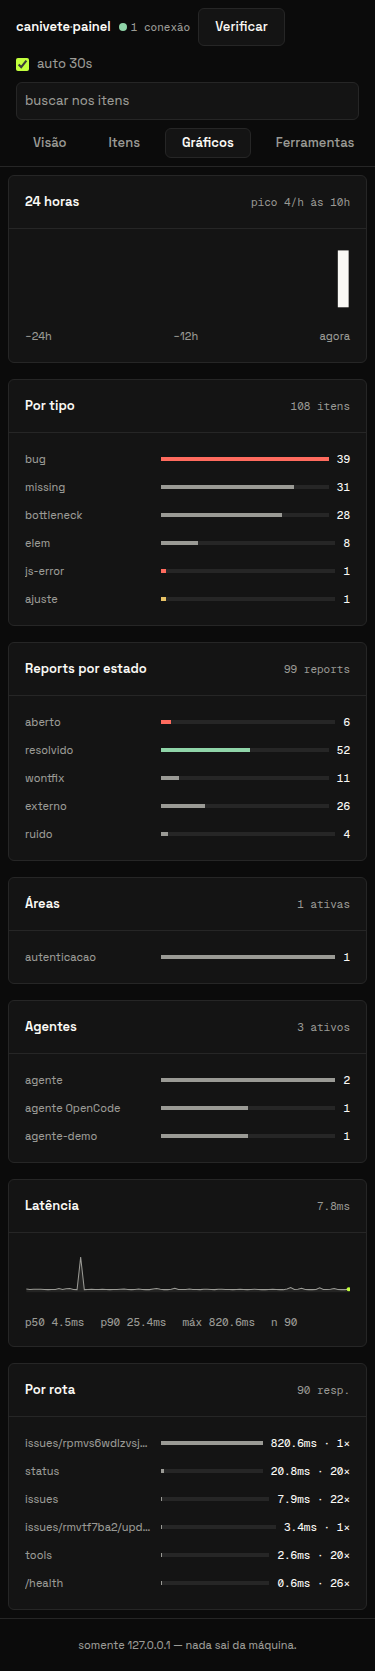 canivete·painel 1 conexão Verificar
auto 30s
buscar nos itens
Visão Itens Gráficos Ferramentas
24 horas pico 4/h às 10h
−24h −12h agora
Por tipo 108 itens
bug 39
missing 31
bottleneck 28
elem 8
js-error 1
ajuste 1
Reports por estado 99 reports
aberto 6
resolvido 52
wontfix 11
externo 26
ruido 4
Áreas 1 ativas
autenticacao 1
Agentes 3 ativos
agente 2
agente OpenCode 1
agente-demo 1
Latência 7.8ms
p50 4.5ms p90 25.4ms máx 820.6ms n 90
Por rota 90 resp.
issues/rpmvs6wdlzvsj… 820.6ms · 1×
status 20.8ms · 20×
issues 7.9ms · 22×
issues/rmvtf7ba2/upd… 3.4ms · 1×
tools 2.6ms · 20×
/health 0.6ms · 26×
somente 127.0.0.1 — nada sai da máquina.